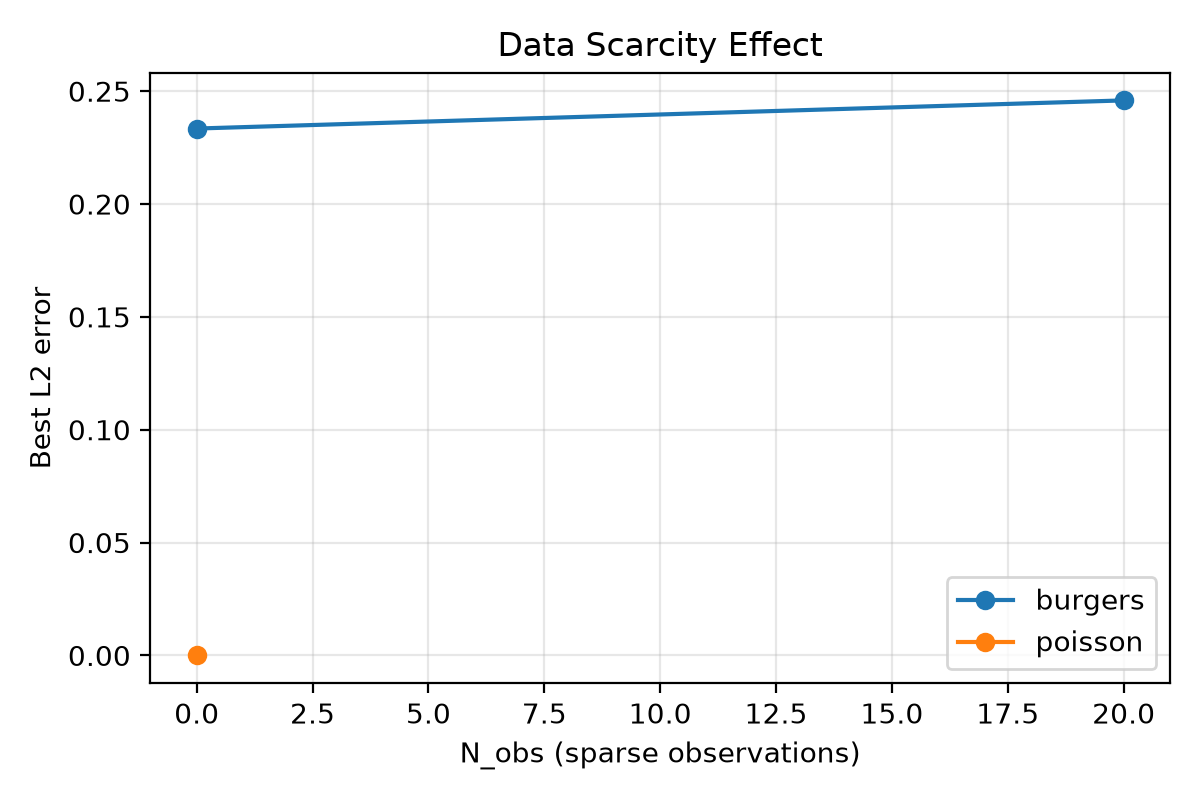 Data Scarcity Effect
Best L2 error
0.25
0.20
0.15
0.10
0.05
0.00
burgers
poisson
0.0 2.5 5.0 7.5 10.0 12.5 15.0 17.5 20.0
N_obs (sparse observations)